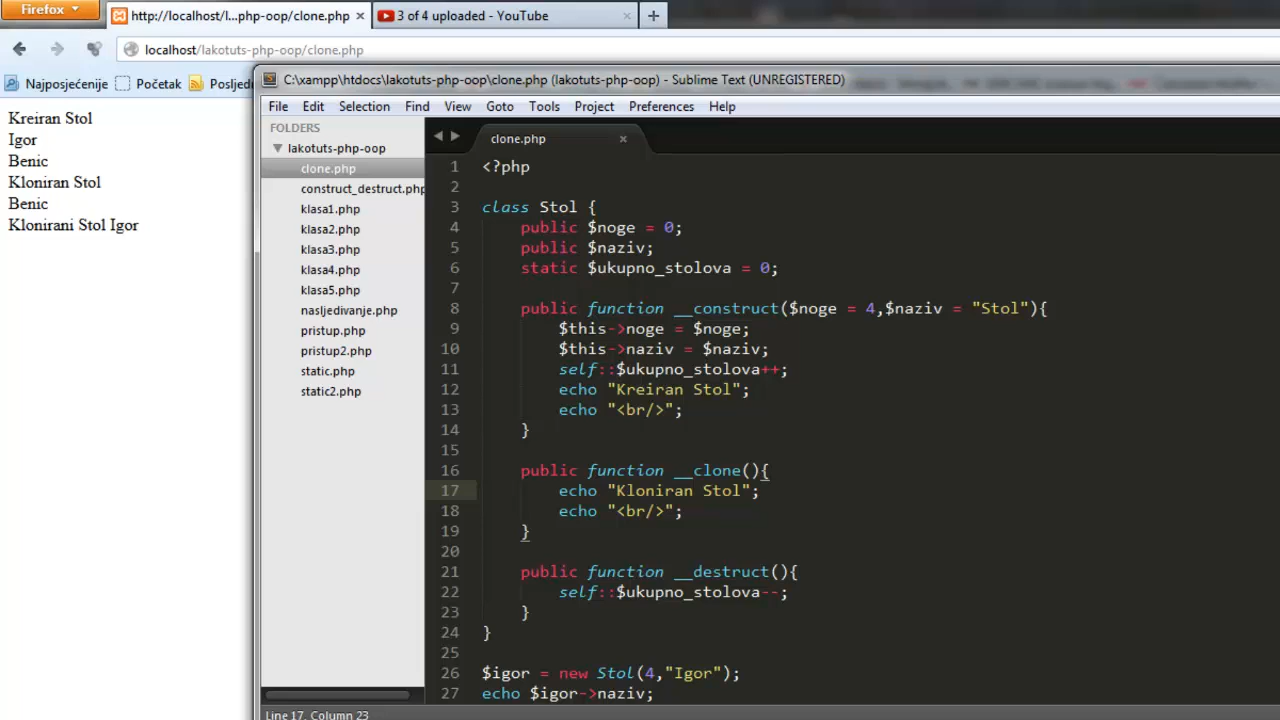 Firefox
http://localhost/l...php-oop/clone.php
3 of 4 uploaded - YouTube
localhost/lakotuts-php-oop/clone.php
Najposjećenije
Početak
Posljed
C:\xampp\htdocs\lakotuts-php-oop\clone.php (lakotuts-php-oop) - Sublime Text (UNREGISTERED)
File Edit Selection Find View Goto Tools Project Preferences Help
Kreiran Stol
Igor
Benic
Kloniran Stol
Benic
Klonirani Stol Igor
FOLDERS
lakotuts-php-oop
clone.php
construct_destruct.php
klasa1.php
klasa2.php
klasa3.php
klasa4.php
klasa5.php
nasljedivanje.php
pristup.php
pristup2.php
static.php
static2.php
clone.php
1 <?php
2
3 class Stol {
4 public $noge = 0;
5 public $naziv;
6 static $ukupno_stolova = 0;
7
8 public function __construct($noge = 4,$naziv = "Stol"){
9 $this->noge = $noge;
10 $this->naziv = $naziv;
11 self::$ukupno_stolova++;
12 echo "Kreiran Stol";
13 echo "<br/>";
14 }
15
16 public function __clone(){
17 echo "Kloniran Stol";
18 echo "<br/>";
19 }
20
21 public function __destruct(){
22 self::$ukupno_stolova--;
23 }
24 }
25
26 $igor = new Stol(4,"Igor");
27 echo $igor->naziv;
Line 17, Column 23